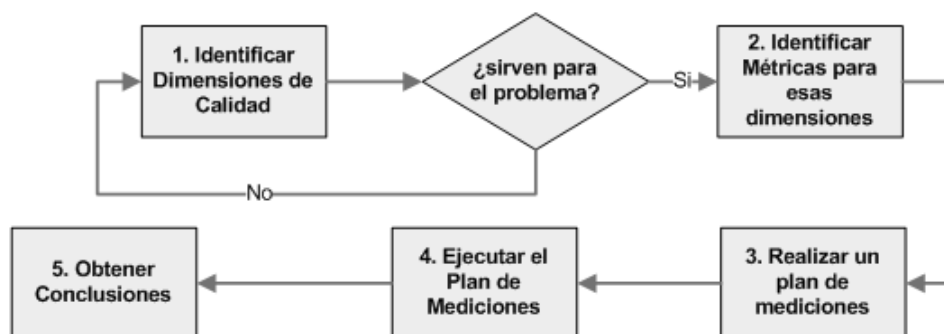 1. Identificar
Dimensiones de
Calidad
¿sirven para
el problema?
Si
2. Identificar
Métricas para
esas
dimensiones
No
5. Obtener
Conclusiones
4. Ejecutar el
Plan de
Mediciones
3. Realizar un
plan de
mediciones